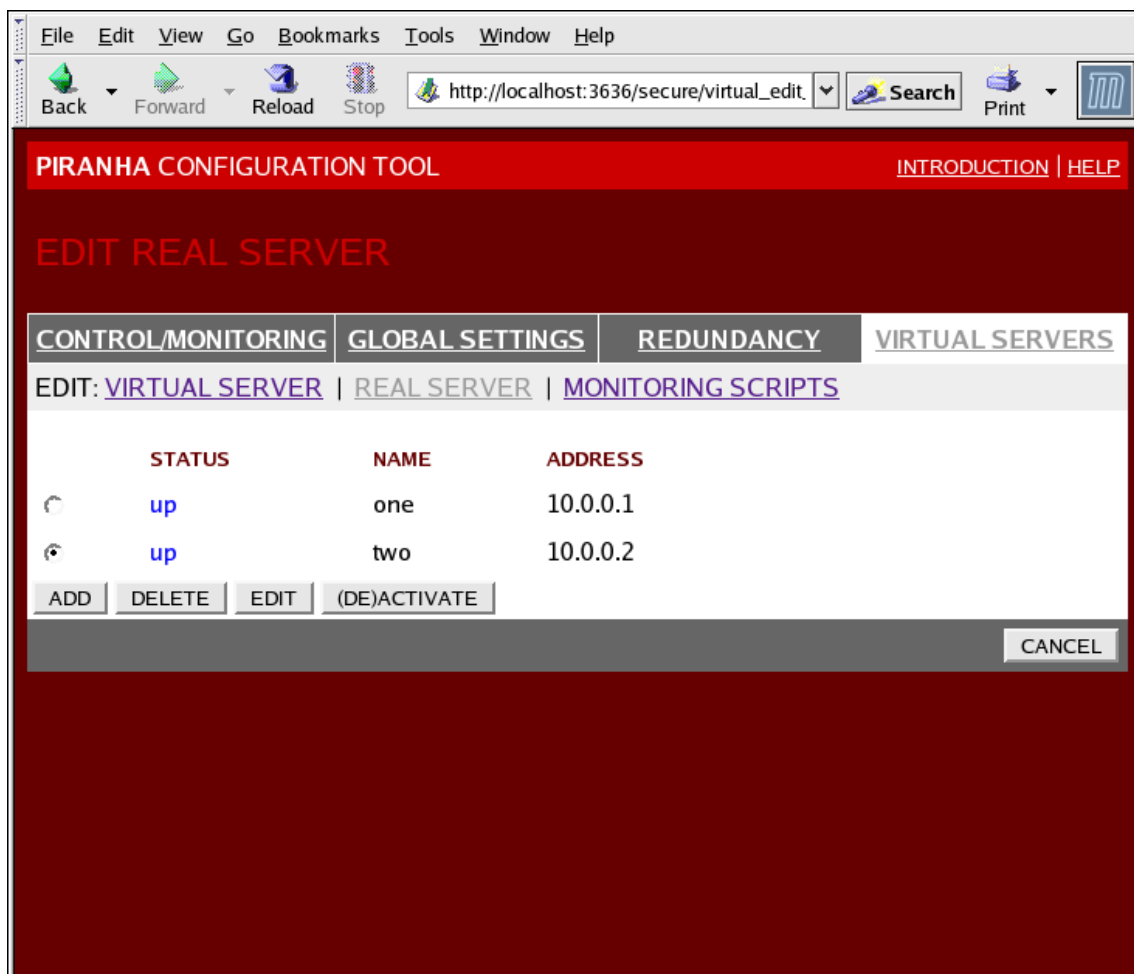 File Edit View Go Bookmarks Tools Window Help
Back Forward Reload Stop http://localhost:3636/secure/virtual_edit_ Search Print
PIRANHA CONFIGURATION TOOL INTRODUCTION | HELP
EDIT REAL SERVER
CONTROL/MONITORING GLOBAL SETTINGS REDUNDANCY VIRTUAL SERVERS
EDIT: VIRTUAL SERVER | REAL SERVER | MONITORING SCRIPTS
STATUS NAME ADDRESS
up one 10.0.0.1
up two 10.0.0.2
ADD DELETE EDIT (DE)ACTIVATE
CANCEL